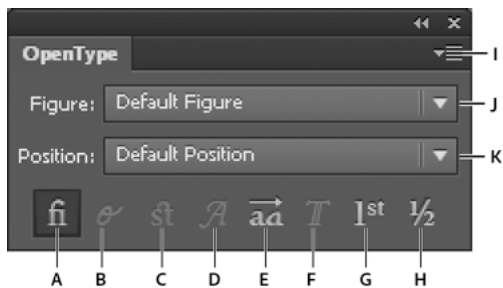 OpenType
I
Figure: Default Figure
J
Position: Default Position
K
fi st A aa T 1st ½
A B C D E F G H